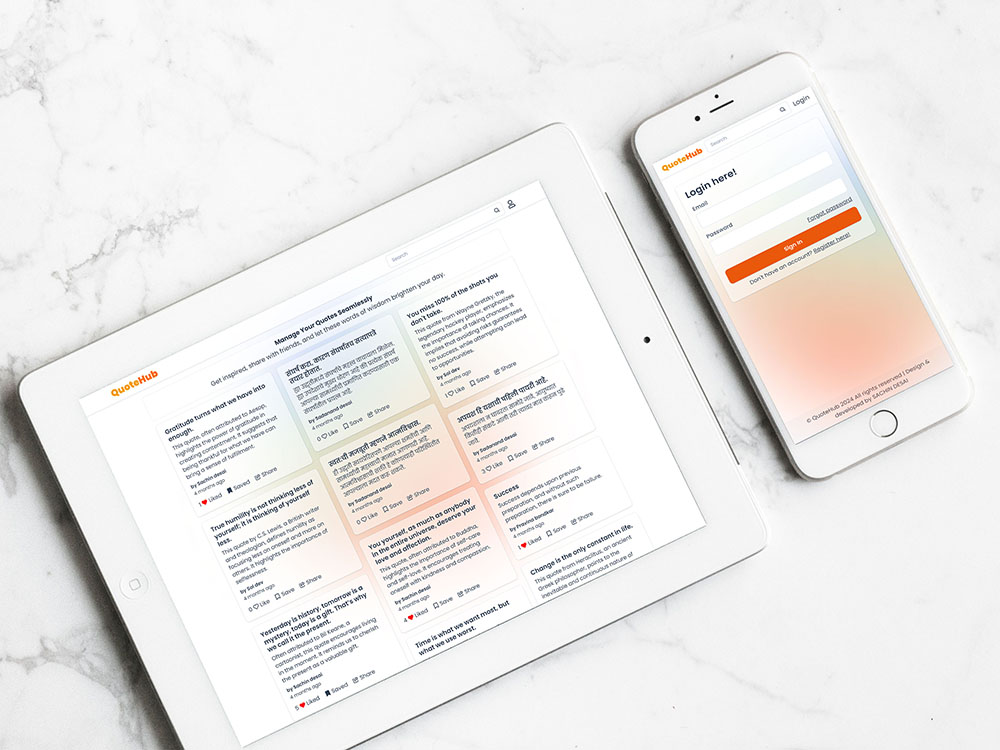 QuoteHub
Search
Manage Your Quotes Seamlessly
Get inspired, share with friends, and let these words of wisdom brighten your day.
Gratitude turns what we have into
enough.
This quote, often attributed to Aesop,
highlights the power of gratitude in
creating contentment. It suggests that
being thankful for what we have can
bring a sense of fulfillment.
by Sachin desai
4 months ago
1 Liked Saved Share
संघर्ष करा, कारण संघर्षातच
तयार होतात.
by Sadanand desai
4 months ago
0 Like Save Share
You miss 100% of the shots you
don't take.
This quote from Wayne Gretzky, the
legendary hockey player, emphasizes
the importance of taking chances. It
implies that avoiding risks guarantees
no success, while attempting can lead
to opportunities.
by Sai dev
4 months ago
1 Like Save Share
True humility is not thinking less of
yourself; it is thinking of yourself
less.
This quote by C.S. Lewis, a British writer
and theologian, defines humility as
focusing less on oneself and more on
others. It highlights the importance of
selflessness.
by Sai dev
4 months ago
0 Like Save Share
स्वतःची मजबूती म्हणजे आत्मविश्वास.
by Sadanand desai
4 months ago
0 Like Save Share
अपयश हि यशाची पहिली पायरी आहे.
by Sadanand desai
4 months ago
3 Like Save Share
Yesterday is history, tomorrow is a
mystery, today is a gift. That's why
we call it the present.
Often attributed to Bil Keane, a
cartoonist, this quote encourages living
in the moment. It reminds us to cherish
the present as a valuable gift.
by Sachin desai
4 months ago
5 Liked Saved Share
You yourself, as much as anybody
in the entire universe, deserve your
love and affection.
This quote, often attributed to Buddha,
highlights the importance of self-care
and self-love. It encourages treating
oneself with kindness and compassion.
by Sachin desai
4 months ago
4 Liked Save Share
Success
Success depends upon previous
preparation, and without such
preparation, there is sure to be failure.
by Pravina bandkar
4 months ago
1 Liked Save Share
Time is what we want most, but
what we use worst.
Change is the only constant in life.
This quote from Heraclitus, an ancient
Greek philosopher, points to the
inevitable and continuous nature of
QuoteHub
Search
Login
Login here!
Email
Password
Forgot password
Sign In
Don't have an account? Register here!
© QuoteHub 2024 All rights reserved | Design &
developed by SACHIN DESAI